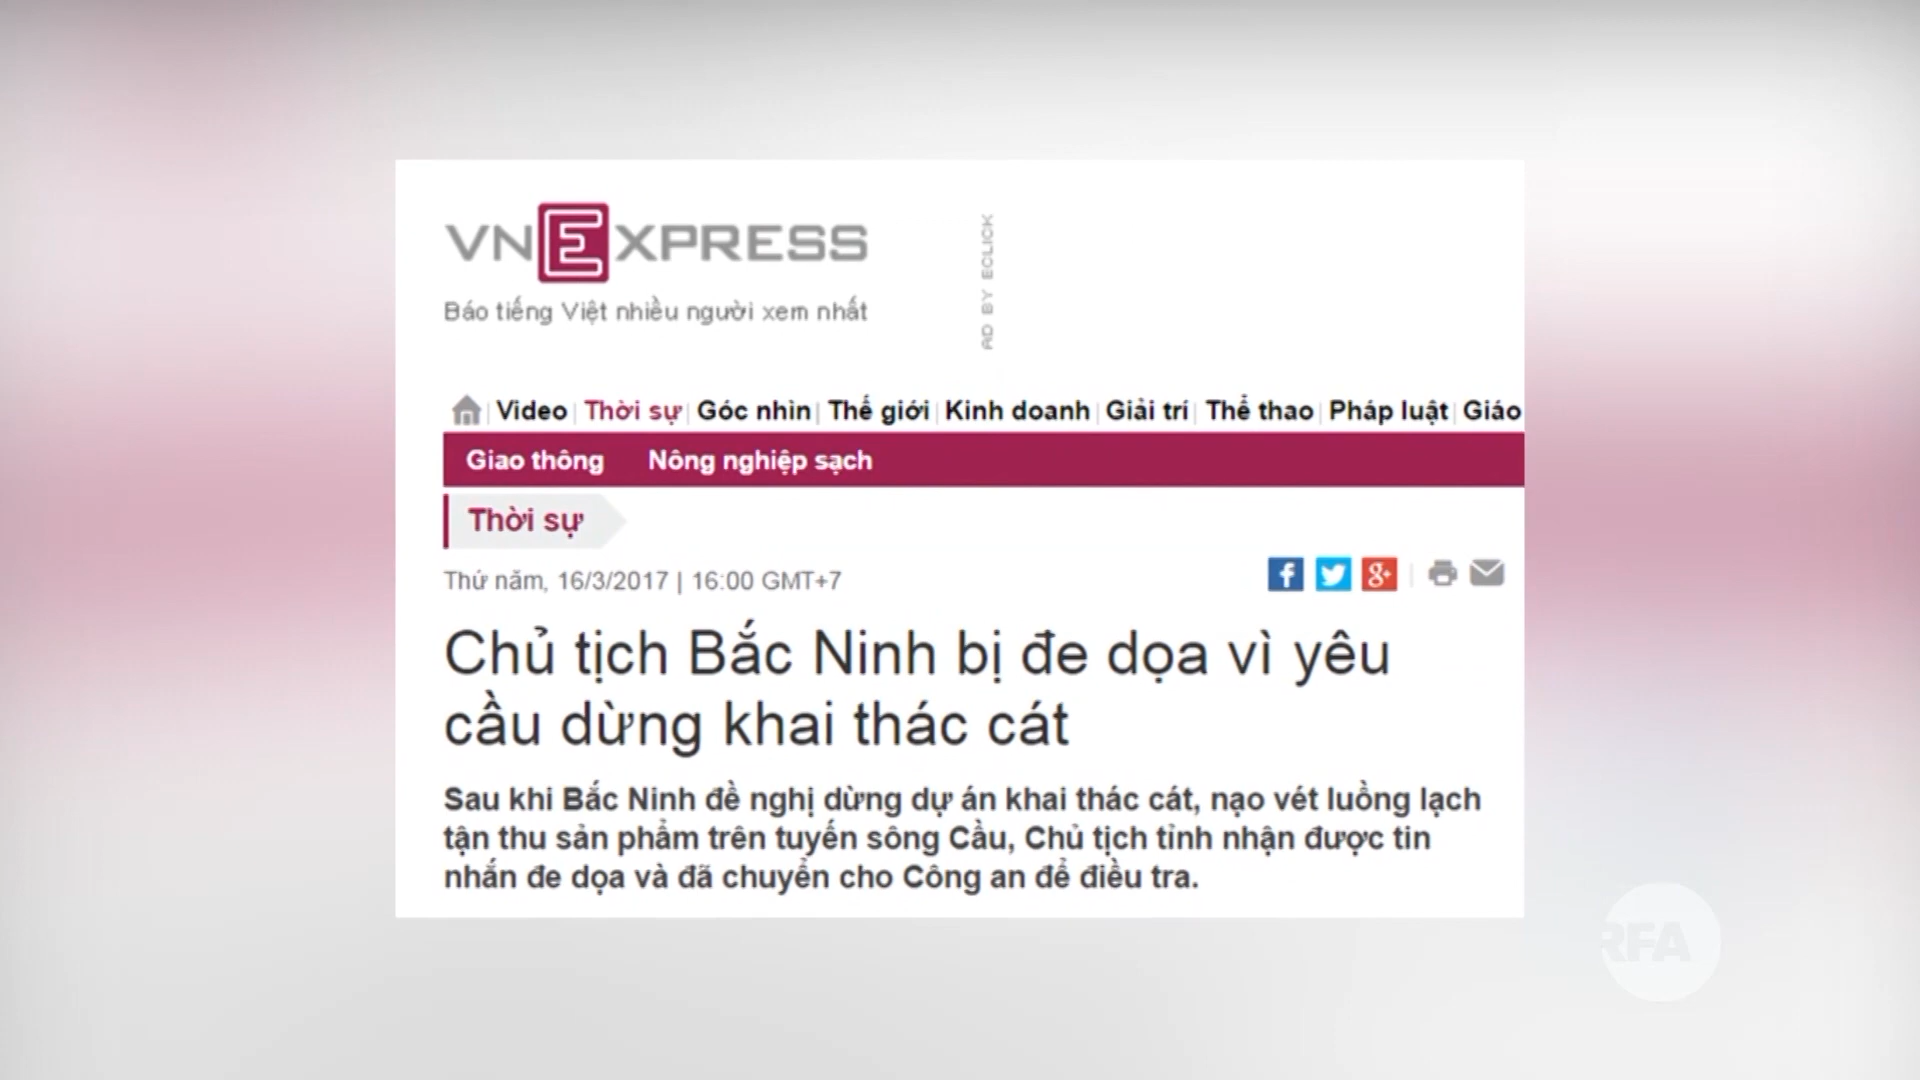 VNEXPRESS
Báo tiếng Việt nhiều người xem nhất
AD BY ECLICK
Video | Thời sự | Góc nhìn | Thế giới | Kinh doanh | Giải trí | Thể thao | Pháp luật | Giáo
Giao thông Nông nghiệp sạch
Thời sự
Thứ năm, 16/3/2017 | 16:00 GMT+7
f g+
Chủ tịch Bắc Ninh bị đe dọa vì yêu
cầu dừng khai thác cát
Sau khi Bắc Ninh đề nghị dừng dự án khai thác cát, nạo vét luồng lạch
tận thu sản phẩm trên tuyến sông Cầu, Chủ tịch tỉnh nhận được tin
nhắn đe dọa và đã chuyển cho Công an để điều tra.
RFA